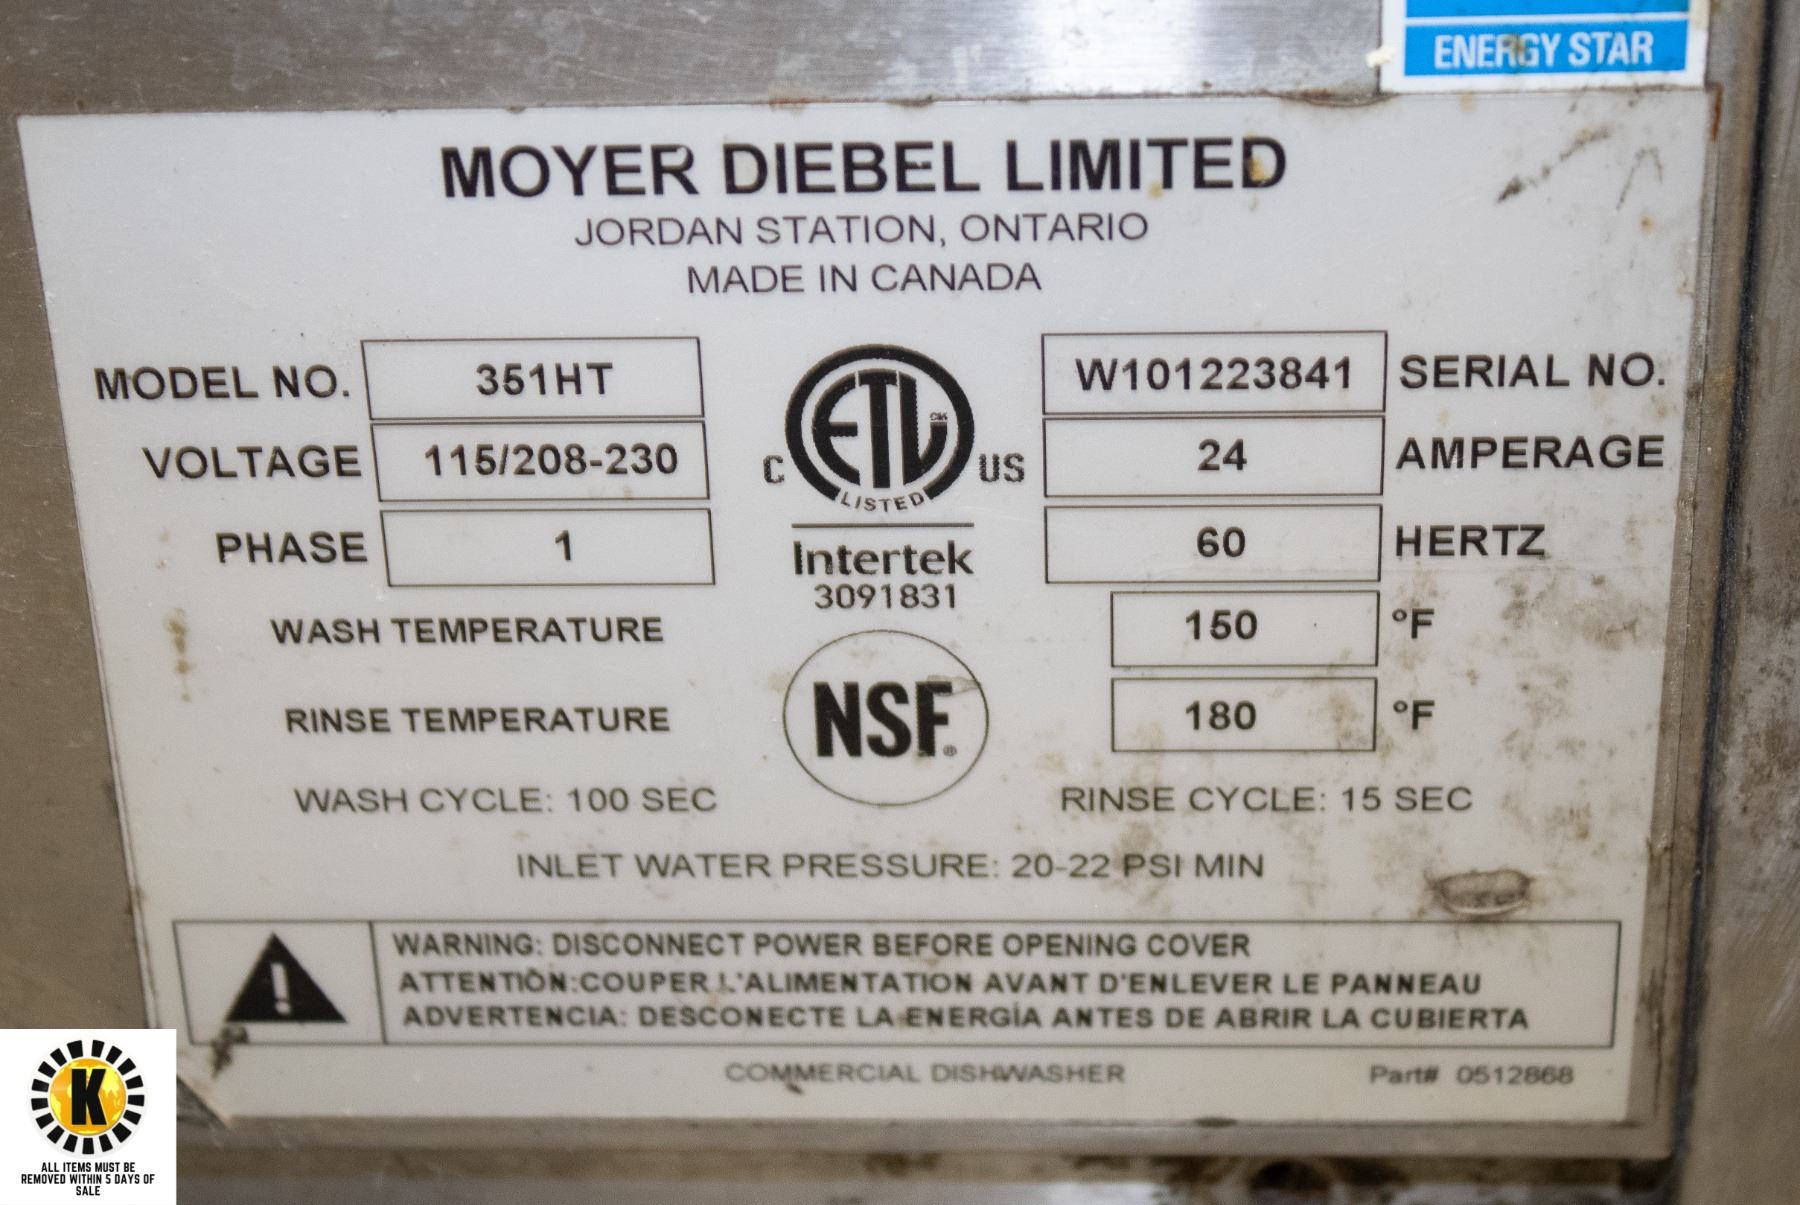 ENERGY STAR
MOYER DIEBEL LIMITED
JORDAN STATION, ONTARIO
MADE IN CANADA
MODEL NO. 351HT
W101223841 SERIAL NO.
VOLTAGE 115/208-230
24 AMPERAGE
PHASE 1
60 HERTZ
C ETL CM US
LISTED
Intertek
3091831
WASH TEMPERATURE 150 °F
RINSE TEMPERATURE 180 °F
NSF®
WASH CYCLE: 100 SEC
RINSE CYCLE: 15 SEC
INLET WATER PRESSURE: 20-22 PSI MIN
!
WARNING: DISCONNECT POWER BEFORE OPENING COVER
ATTENTIÒN:COUPER L'ALIMENTATION AVANT D'ENLEVER LE PANNEAU
ADVERTENCIA: DESCONECTE LA ENERGÍA ANTES DE ABRIR LA CUBIERTA
COMMERCIAL DISHWASHER
Part# 0512868
K
ALL ITEMS MUST BE
REMOVED WITHIN 5 DAYS OF
SALE